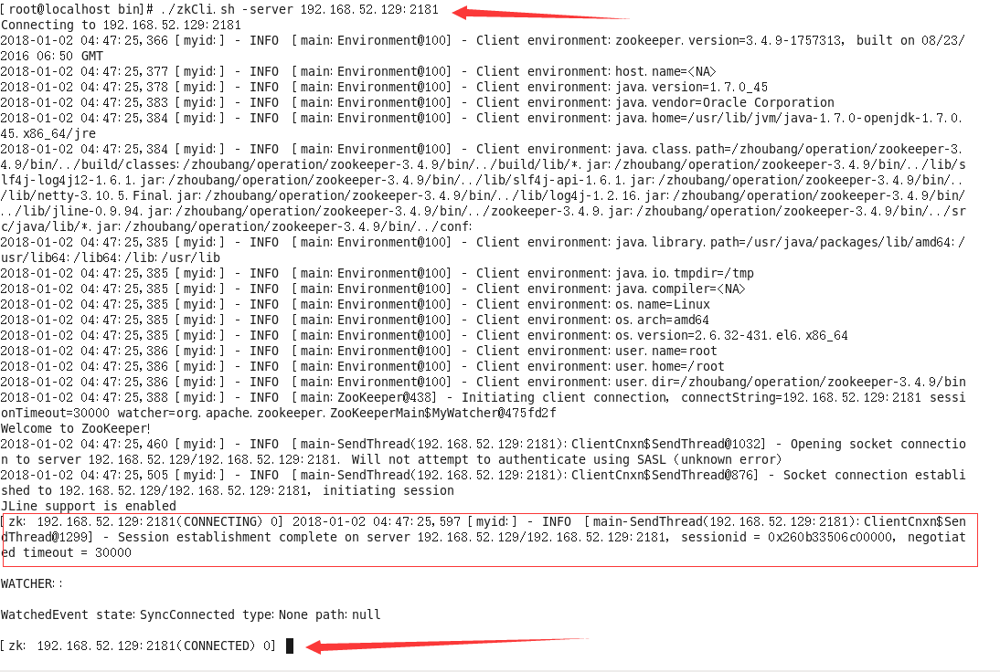 [root@localhost bin]# ./zkCli.sh -server 192.168.52.129:2181
Connecting to 192.168.52.129:2181
2018-01-02 04:47:25,366 [myid:] - INFO  [main:Environment@100] - Client environment:zookeeper.version=3.4.9-1757313, built on 08/23/
2016 06:50 GMT
2018-01-02 04:47:25,377 [myid:] - INFO  [main:Environment@100] - Client environment:host.name=<NA>
2018-01-02 04:47:25,378 [myid:] - INFO  [main:Environment@100] - Client environment:java.version=1.7.0_45
2018-01-02 04:47:25,383 [myid:] - INFO  [main:Environment@100] - Client environment:java.vendor=Oracle Corporation
2018-01-02 04:47:25,384 [myid:] - INFO  [main:Environment@100] - Client environment:java.home=/usr/lib/jvm/java-1.7.0-openjdk-1.7.0.
45.x86_64/jre
2018-01-02 04:47:25,384 [myid:] - INFO  [main:Environment@100] - Client environment:java.class.path=/zhoubang/operation/zookeeper-3.
4.9/bin/../build/classes:/zhoubang/operation/zookeeper-3.4.9/bin/../build/lib/*.jar:/zhoubang/operation/zookeeper-3.4.9/bin/../lib/s
lf4j-log4j12-1.6.1.jar:/zhoubang/operation/zookeeper-3.4.9/bin/../lib/slf4j-api-1.6.1.jar:/zhoubang/operation/zookeeper-3.4.9/bin/..
/lib/netty-3.10.5.Final.jar:/zhoubang/operation/zookeeper-3.4.9/bin/../lib/log4j-1.2.16.jar:/zhoubang/operation/zookeeper-3.4.9/bin/
../lib/jline-0.9.94.jar:/zhoubang/operation/zookeeper-3.4.9/bin/../zookeeper-3.4.9.jar:/zhoubang/operation/zookeeper-3.4.9/bin/../sr
c/java/lib/*.jar:/zhoubang/operation/zookeeper-3.4.9/bin/../conf:
2018-01-02 04:47:25,385 [myid:] - INFO  [main:Environment@100] - Client environment:java.library.path=/usr/java/packages/lib/amd64:/
usr/lib64:/lib64:/lib:/usr/lib
2018-01-02 04:47:25,385 [myid:] - INFO  [main:Environment@100] - Client environment:java.io.tmpdir=/tmp
2018-01-02 04:47:25,385 [myid:] - INFO  [main:Environment@100] - Client environment:java.compiler=<NA>
2018-01-02 04:47:25,385 [myid:] - INFO  [main:Environment@100] - Client environment:os.name=Linux
2018-01-02 04:47:25,385 [myid:] - INFO  [main:Environment@100] - Client environment:os.arch=amd64
2018-01-02 04:47:25,385 [myid:] - INFO  [main:Environment@100] - Client environment:os.version=2.6.32-431.el6.x86_64
2018-01-02 04:47:25,386 [myid:] - INFO  [main:Environment@100] - Client environment:user.name=root
2018-01-02 04:47:25,386 [myid:] - INFO  [main:Environment@100] - Client environment:user.home=/root
2018-01-02 04:47:25,386 [myid:] - INFO  [main:Environment@100] - Client environment:user.dir=/zhoubang/operation/zookeeper-3.4.9/bin
2018-01-02 04:47:25,388 [myid:] - INFO  [main:ZooKeeper@438] - Initiating client connection, connectString=192.168.52.129:2181 sessi
onTimeout=30000 watcher=org.apache.zookeeper.ZooKeeperMain$MyWatcher@475fd2f
Welcome to ZooKeeper!
2018-01-02 04:47:25,460 [myid:] - INFO  [main-SendThread(192.168.52.129:2181):ClientCnxn$SendThread@1032] - Opening socket connectio
n to server 192.168.52.129/192.168.52.129:2181. Will not attempt to authenticate using SASL (unknown error)
2018-01-02 04:47:25,505 [myid:] - INFO  [main-SendThread(192.168.52.129:2181):ClientCnxn$SendThread@876] - Socket connection establi
shed to 192.168.52.129/192.168.52.129:2181, initiating session
JLine support is enabled
[zk: 192.168.52.129:2181(CONNECTING) 0] 2018-01-02 04:47:25,597 [myid:] - INFO  [main-SendThread(192.168.52.129:2181):ClientCnxn$Sen
dThread@1299] - Session establishment complete on server 192.168.52.129/192.168.52.129:2181, sessionid = 0x260b33506c00000, negotiat
ed timeout = 30000
WATCHER::
WatchedEvent state:SyncConnected type:None path:null
[zk: 192.168.52.129:2181(CONNECTED) 0]